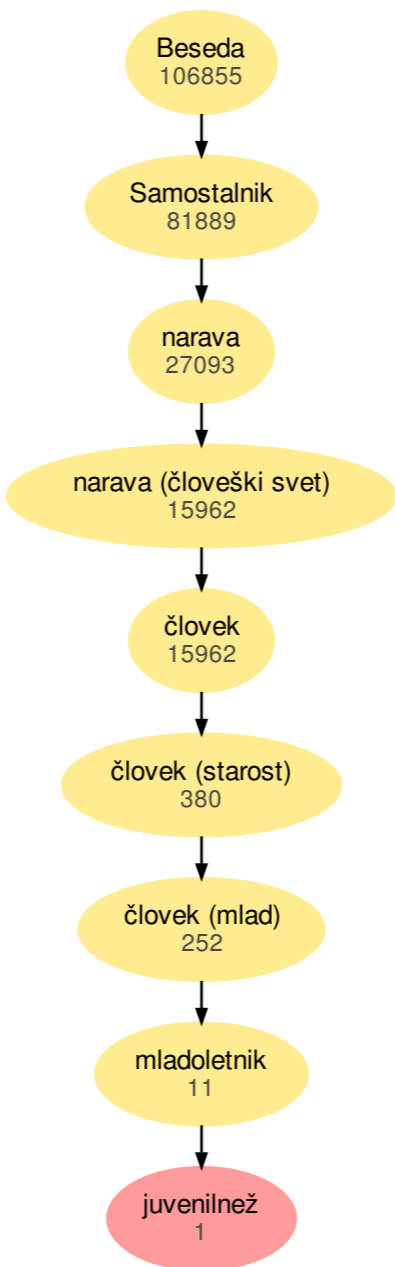 Beseda
106855
Samostalnik
81889
narava
27093
narava (človeški svet)
15962
človek
15962
človek (starost)
380
človek (mlad)
252
mladoletnik
11
juvenilnež
1